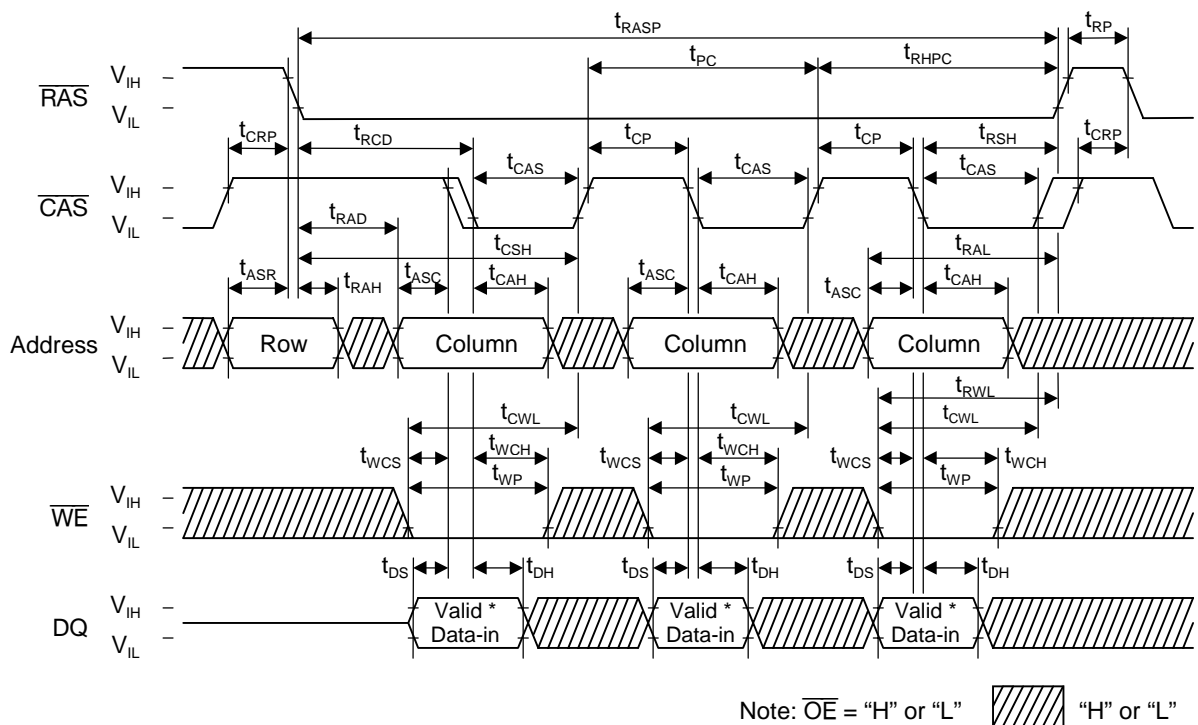 tRASP
tRP
tPC
tRHPC
RAS
VIH
VIL
tCRP
tRCD
tCP
tCP
tRSH
tCRP
tCAS
tCAS
tCAS
CAS
VIH
VIL
tRAD
tCSH
tRAL
tASR
tRAH
tASC
tCAH
tASC
tCAH
tASC
tCAH
Address
VIH
VIL
Row
Column
Column
Column
tRWL
tCWL
tCWL
tCWL
tWCS
tWCH
tWCS
tWCH
tWCS
tWCH
tWP
tWP
tWP
WE
VIH
VIL
tDS
tDH
tDS
tDH
tDS
tDH
DQ
VIH
VIL
Valid *
Data-in
Valid *
Data-in
Valid *
Data-in
Note: OE = “H” or “L”
“H” or “L”